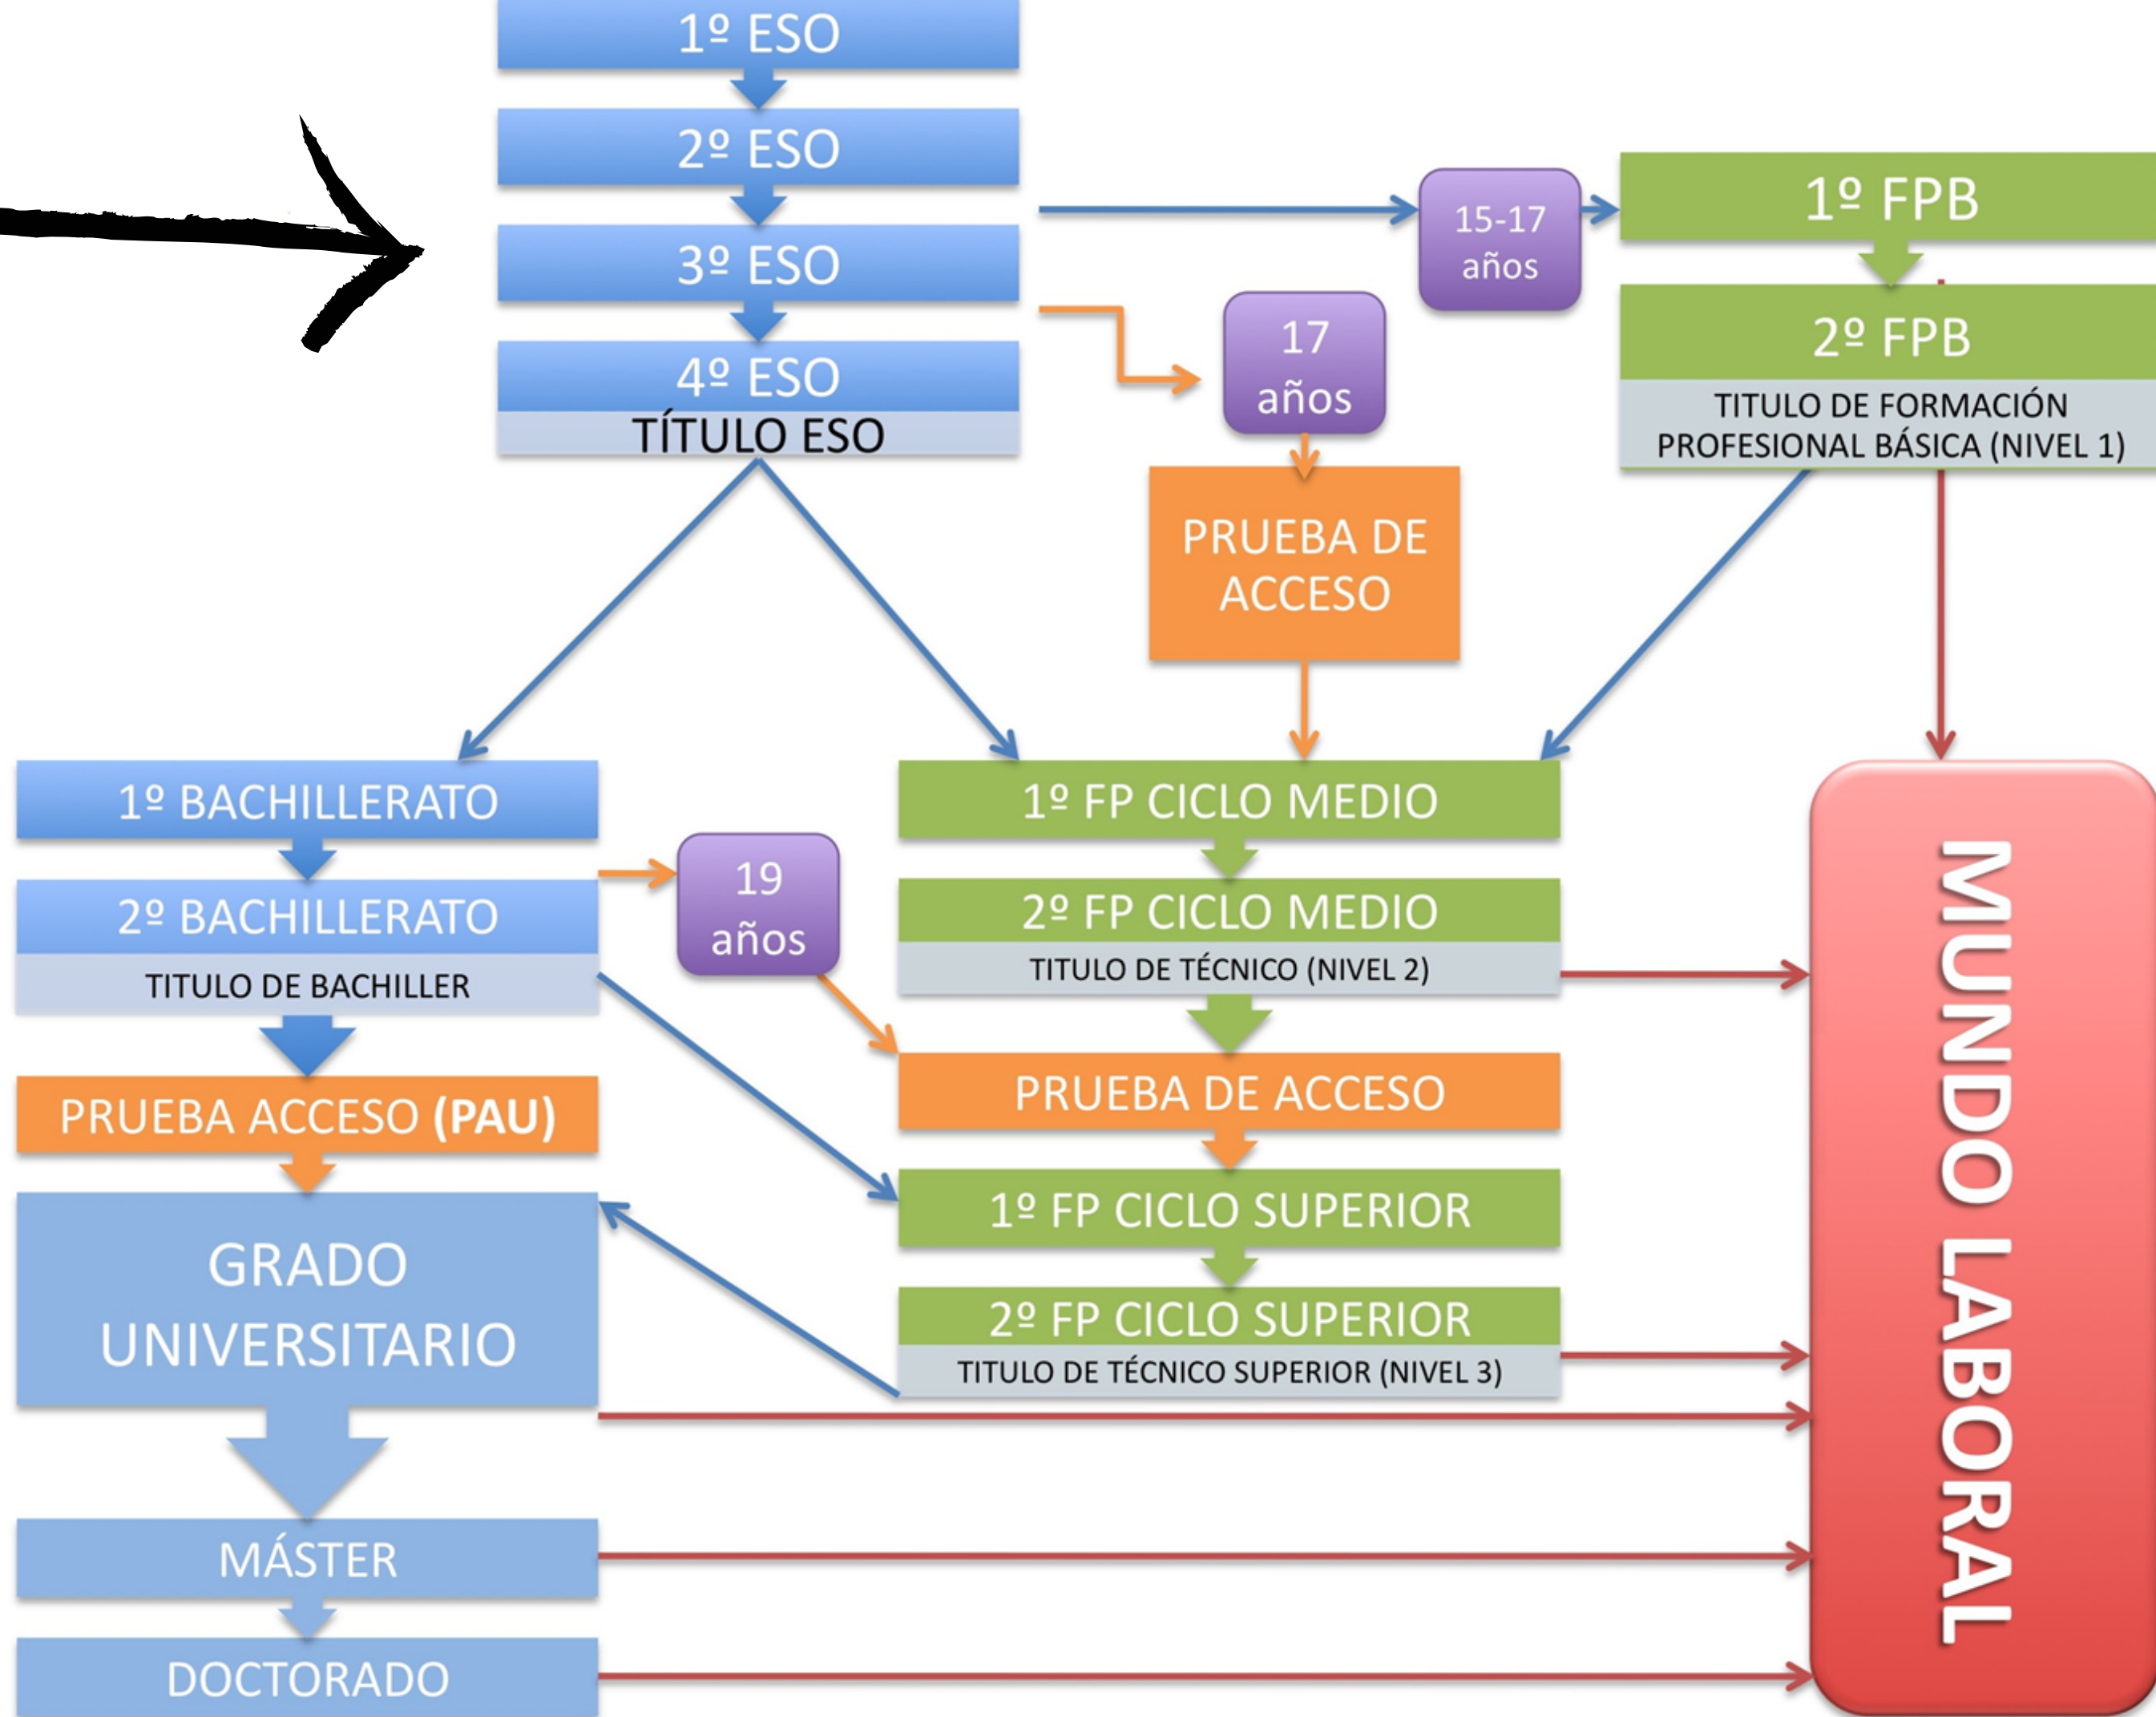 1º ESO
2º ESO
3º ESO
4º ESO
TÍTULO ESO
15-17
años
17
años
PRUEBA DE
ACCESO
1º FPB
2º FPB
TITULO DE FORMACIÓN
PROFESIONAL BÁSICA (NIVEL 1)
1º BACHILLERATO
2º BACHILLERATO
TITULO DE BACHILLER
PRUEBA ACCESO (PAU)
GRADO
UNIVERSITARIO
MÁSTER
DOCTORADO
19
años
1º FP CICLO MEDIO
2º FP CICLO MEDIO
TITULO DE TÉCNICO (NIVEL 2)
PRUEBA DE ACCESO
1º FP CICLO SUPERIOR
2º FP CICLO SUPERIOR
TITULO DE TÉCNICO SUPERIOR (NIVEL 3)
MUNDO LABORAL